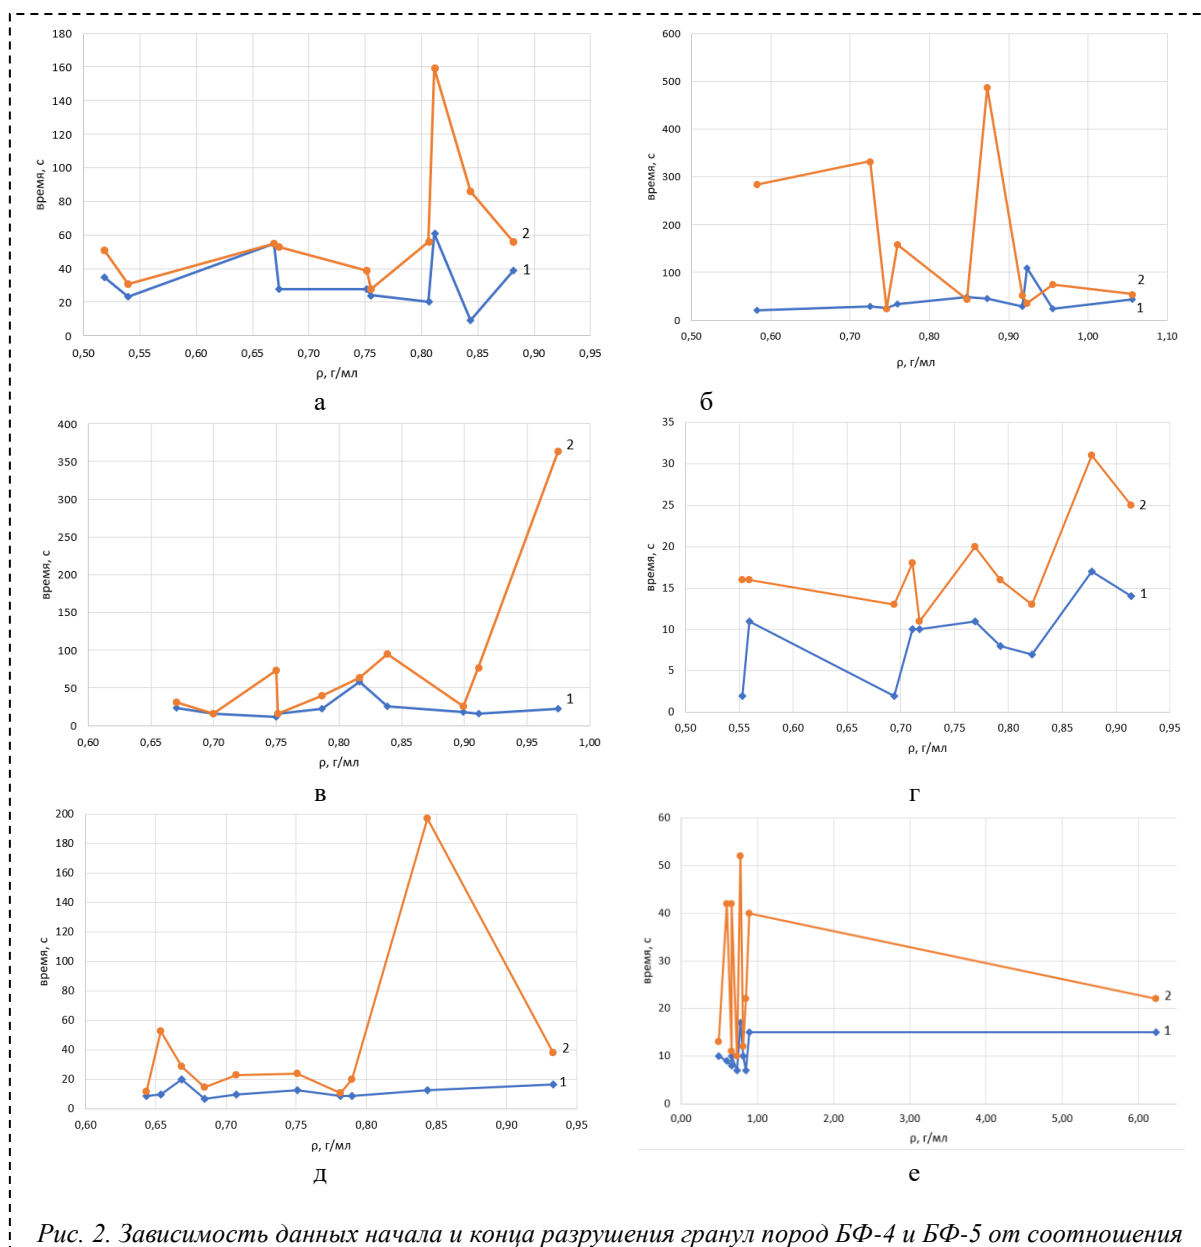 180
160
140
120
100
80
60
40
20
0
время, с
0,50 0,55 0,60 0,65 0,70 0,75 0,80 0,85 0,90 0,95
ρ, г/мл
2
1
а
600
500
400
300
200
100
0
время, с
0,50 0,60 0,70 0,80 0,90 1,00 1,10
ρ, г/мл
2
1
б
400
350
300
250
200
150
100
50
0
время, с
0,60 0,65 0,70 0,75 0,80 0,85 0,90 0,95 1,00
ρ, г/мл
2
1
в
35
30
25
20
15
10
5
0
время, с
0,50 0,55 0,60 0,65 0,70 0,75 0,80 0,85 0,90 0,95
ρ, г/мл
2
1
г
200
180
160
140
120
100
80
60
40
20
0
время, с
0,60 0,65 0,70 0,75 0,80 0,85 0,90 0,95
ρ, г/мл
2
1
д
60
50
40
30
20
10
0
время, с
0,00 1,00 2,00 3,00 4,00 5,00 6,00
ρ, г/мл
2
1
е
Рис. 2. Зависимость данных начала и конца разрушения гранул пород БФ-4 и БФ-5 от соотношения